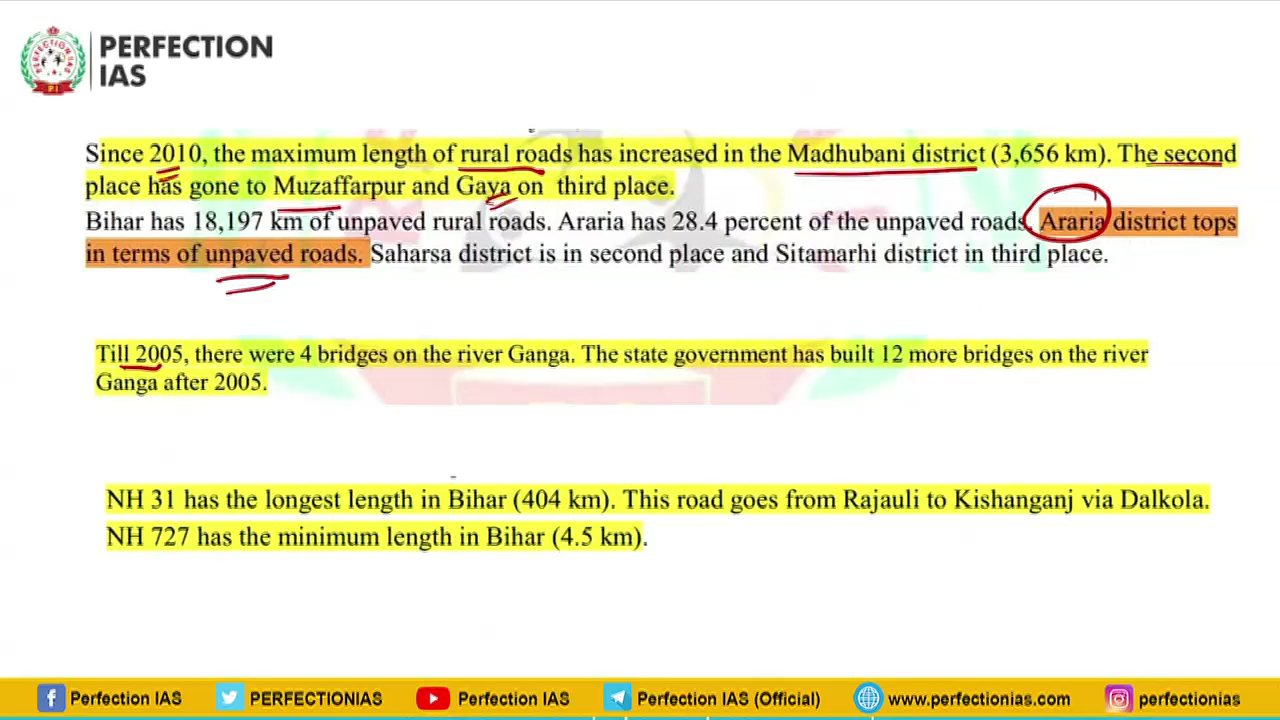 PERFECTION
IAS
Since 2010, the maximum length of rural roads has increased in the Madhubani district (3,656 km). The second
place has gone to Muzaffarpur and Gaya on third place.
Bihar has 18,197 km of unpaved rural roads. Araria has 28.4 percent of the unpaved roads. Araria district tops
in terms of unpaved roads. Saharsa district is in second place and Sitamarhi district in third place.
Till 2005, there were 4 bridges on the river Ganga. The state government has built 12 more bridges on the river
Ganga after 2005.
NH 31 has the longest length in Bihar (404 km). This road goes from Rajauli to Kishanganj via Dalkola.
NH 727 has the minimum length in Bihar (4.5 km).
Perfection IAS PERFECTIONIAS Perfection IAS Perfection IAS (Official) www.perfectionias.com perfectionias